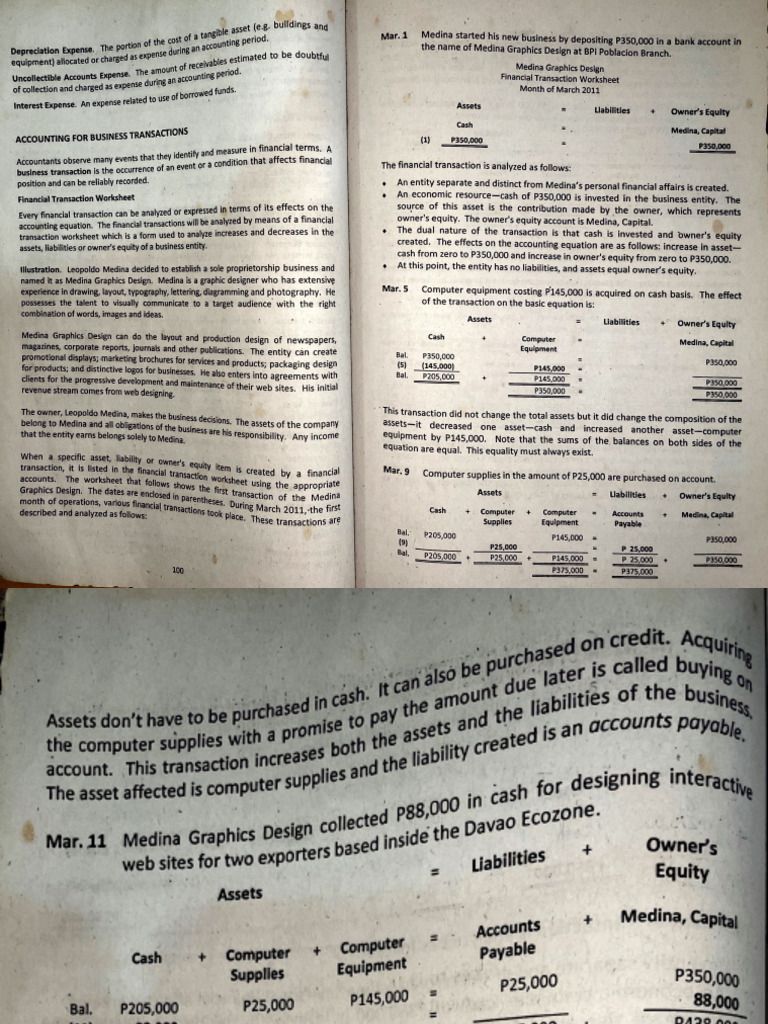 Depreciation Expense. The portion of the cost of a tangible asset (e.g. buildings and
equipment) allocated or charged as expense during an accounting period.
Uncollectible Accounts Expense. The amount of receivables estimated to be doubtful
of collection and charged as expense during an accounting period.
Interest Expense. An expense related to use of borrowed funds.
ACCOUNTING FOR BUSINESS TRANSACTIONS
Accountants observe many events that they identify and measure in financial terms. A
business transaction is the occurrence of an event or a condition that affects financial
position and can be reliably recorded.
Financial Transaction Worksheet
Every financial transaction can be analyzed or expressed in terms of its effects on the
accounting equation. The financial transactions will be analyzed by means of a financial
transaction worksheet which is a form used to analyze increases and decreases in the
assets, liabilities or owner's equity of a business entity.
Illustration. Leopoldo Medina decided to establish a sole proprietorship business and
named it as Medina Graphics Design. Medina is a graphic designer who has extensive
experience in drawing, layout, typography, lettering, diagramming and photography. He
possesses the talent to visually communicate to a target audience with the right
combination of words, images and ideas.
Medina Graphics Design can do the layout and production design of newspapers,
magazines, corporate reports, journals and other publications. The entity can create
promotional displays; marketing brochures for services and products; packaging design
for products; and distinctive logos for businesses. He also enters into agreements with
clients for the progressive development and maintenance of their web sites. His initial
revenue stream comes from web designing.
The owner, Leopoldo Medina, makes the business decisions. The assets of the company
belong to Medina and all obligations of the business are his responsibility. Any income
that the entity earns belongs solely to Medina.
When a specific asset, liability or owner's equity item is created by a financial
transaction, it is listed in the financial transaction worksheet using the appropriate
accounts. The worksheet that follows shows the first transaction of the Medina
Graphics Design. The dates are enclosed in parentheses. During March 2011, the first
month of operations, various financial transactions took place. These transactions are
described and analyzed as follows:
100
Mar. 1 Medina started his new business by depositing P350,000 in a bank account in
the name of Medina Graphics Design at BPI Poblacion Branch.
Medina Graphics Design
Financial Transaction Worksheet
Month of March 2011
Assets = Liabilities + Owner's Equity
Cash = Medina, Capital
(1) P350,000 = P350,000
The financial transaction is analyzed as follows:
• An entity separate and distinct from Medina's personal financial affairs is created.
• An economic resource—cash of P350,000 is invested in the business entity. The
source of this asset is the contribution made by the owner, which represents
owner's equity. The owner's equity account is Medina, Capital.
• The dual nature of the transaction is that cash is invested and owner's equity
created. The effects on the accounting equation are as follows: increase in asset—
cash from zero to P350,000 and increase in owner's equity from zero to P350,000.
• At this point, the entity has no liabilities, and assets equal owner's equity.
Mar. 5 Computer equipment costing P145,000 is acquired on cash basis. The effect
of the transaction on the basic equation is:
Assets = Liabilities + Owner's Equity
Cash + Computer = Medina, Capital
Equipment
Bal. P350,000 = P350,000
(5) (145,000) P145,000 =
Bal. P205,000 + P145,000 = P350,000
P350,000 = P350,000
This transaction did not change the total assets but it did change the composition of the
assets—it decreased one asset—cash and increased another asset—computer
equipment by P145,000. Note that the sums of the balances on both sides of the
equation are equal. This equality must always exist.
Mar. 9 Computer supplies in the amount of P25,000 are purchased on account.
Assets = Liabilities + Owner's Equity
Cash + Computer + Computer = Accounts + Medina, Capital
Supplies Equipment Payable
Bal. P205,000 P145,000 = P350,000
(9) P25,000 = P 25,000
Bal. P205,000 + P25,000 + P145,000 = P 25,000 + P350,000
P375,000 = P375,000
Assets don't have to be purchased in cash. It can also be purchased on credit. Acquiring
the computer supplies with a promise to pay the amount due later is called buying on
account. This transaction increases both the assets and the liabilities of the business.
The asset affected is computer supplies and the liability created is an accounts payable.
Mar. 11 Medina Graphics Design collected P88,000 in cash for designing interactive
web sites for two exporters based inside the Davao Ecozone.
Assets = Liabilities + Owner's
Equity
Cash + Computer + Computer = Accounts + Medina, Capital
Supplies Equipment Payable
Bal. P205,000 P25,000 P145,000 = P25,000 P350,000
= 88,000